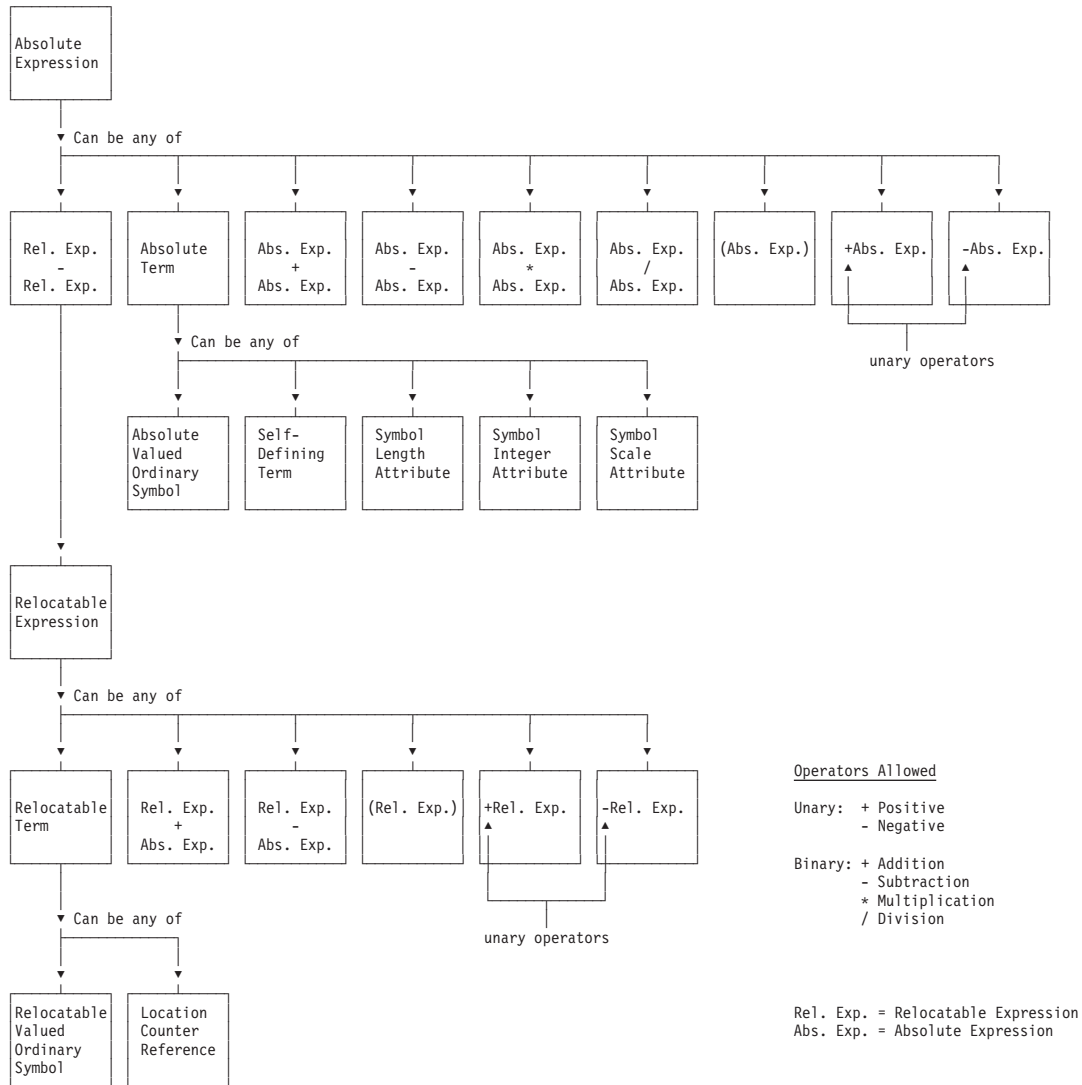 Absolute
Expression
Can be any of
Rel. Exp.
-
Rel. Exp.
Absolute
Term
Abs. Exp.
+
Abs. Exp.
Abs. Exp.
-
Abs. Exp.
Abs. Exp.
*
Abs. Exp.
Abs. Exp.
/
Abs. Exp.
(Abs. Exp.)
+Abs. Exp.
-Abs. Exp.
unary operators
Can be any of
Absolute
Valued
Ordinary
Symbol
Self-
Defining
Term
Symbol
Length
Attribute
Symbol
Integer
Attribute
Symbol
Scale
Attribute
Relocatable
Expression
Can be any of
Relocatable
Term
Rel. Exp.
+
Abs. Exp.
Rel. Exp.
-
Abs. Exp.
(Rel. Exp.)
+Rel. Exp.
-Rel. Exp.
unary operators
Can be any of
Relocatable
Valued
Ordinary
Symbol
Location
Counter
Reference
Operators Allowed
Unary: + Positive
- Negative
Binary: + Addition
- Subtraction
* Multiplication
/ Division
Rel. Exp. = Relocatable Expression
Abs. Exp. = Absolute Expression